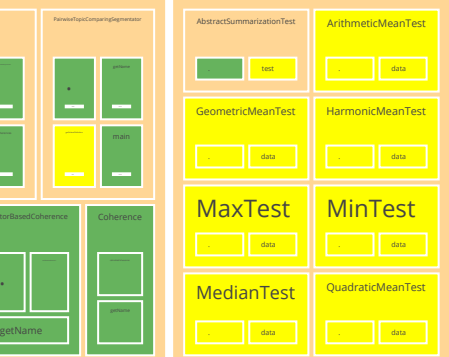 PairwiseTopicComparingSegmentator
getName
main
torBasedCoherence
Coherence
getName
getName
AbstractSummarizationTest
test
ArithmeticMeanTest
data
GeometricMeanTest
data
HarmonicMeanTest
data
MaxTest
data
MinTest
data
MedianTest
data
QuadraticMeanTest
data